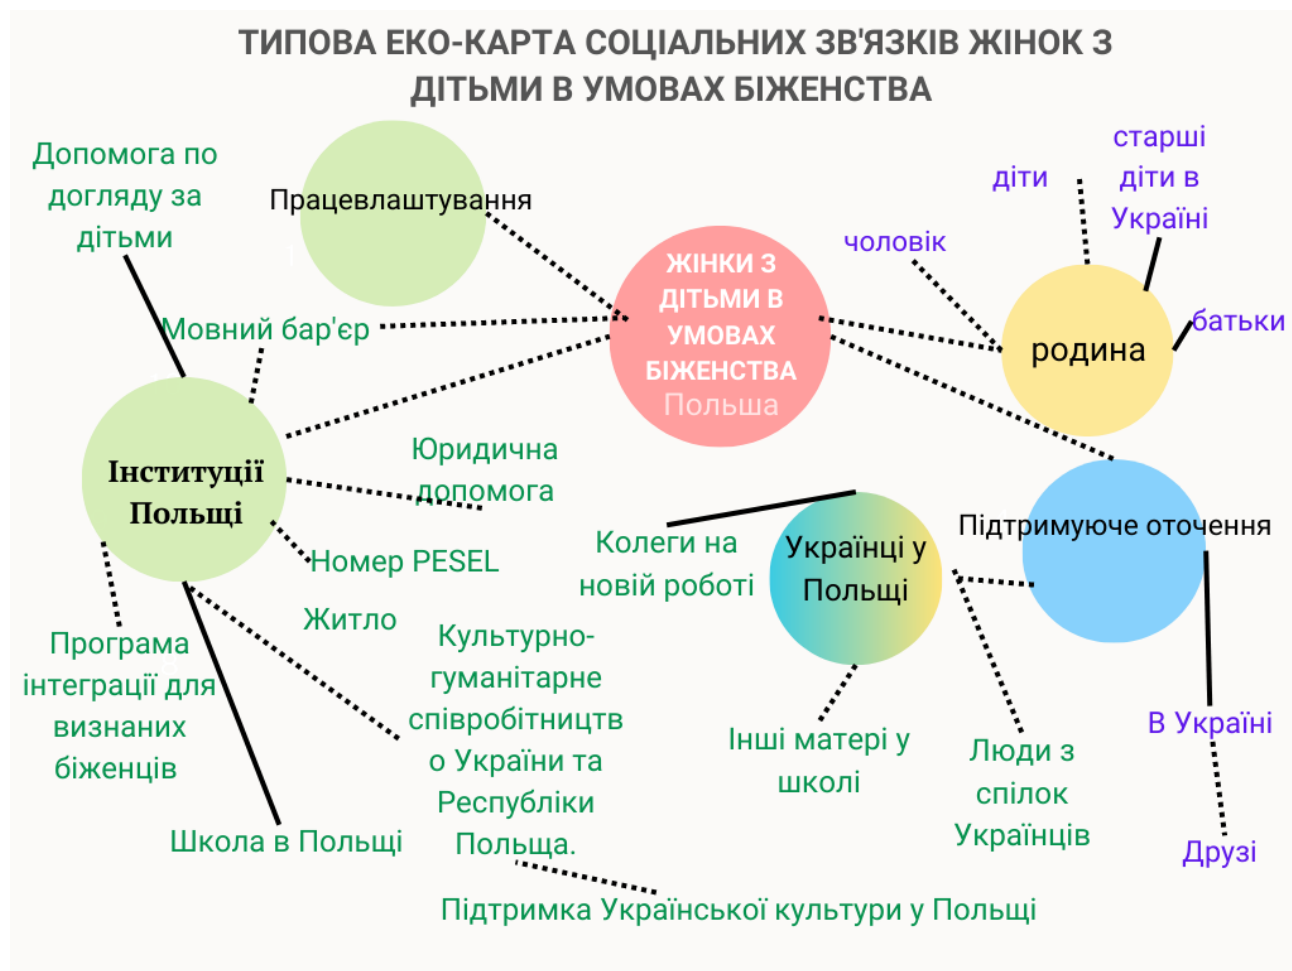 ТИПОВА ЕКО-КАРТА СОЦІАЛЬНИХ ЗВ'ЯЗКІВ ЖІНОК З
ДІТЬМИ В УМОВАХ БІЖЕНСТВА
Допомога по
догляду за
дітьми
Працевлаштування
Мовний бар'єр
ЖІНКИ З
ДІТЬМИ В
УМОВАХ
БІЖЕНСТВА
Польша
чоловік
діти
старші
діти в
Україні
батьки
родина
Інституції
Польщі
Юридична
допомога
Номер PESEL
Житло
Програма
інтеграції для
визнаних
біженців
Школа в Польщі
Культурно-
гуманітарне
співробітництв
о України та
Республіки
Польща.
Підтримка Української культури у Польщі
Колеги на
новій роботі
Українці у
Польщі
Інші матері у
школі
Люди з
спілок
Українців
Підтримуюче оточення
В Україні
Друзі